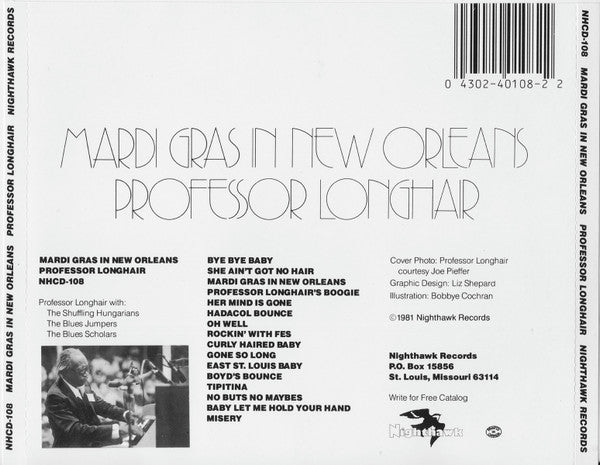 NHCD-108 MARDI GRAS IN NEW ORLEANS PROFESSOR LONGHAIR NIGHTHAWK RECORDS
0 4302-40108-2 2
MARDI GRAS IN NEW ORLEANS
PROFESSOR LONGHAIR
MARDI GRAS IN NEW ORLEANS
PROFESSOR LONGHAIR
NHCD-108
Professor Longhair with:
The Shuffling Hungarians
The Blues Jumpers
The Blues Scholars
BYE BYE BABY
SHE AIN'T GOT NO HAIR
MARDI GRAS IN NEW ORLEANS
PROFESSOR LONGHAIR'S BOOGIE
HER MIND IS GONE
HADACOL BOUNCE
OH WELL
ROCKIN' WITH FES
CURLY HAIRED BABY
GONE SO LONG
EAST ST. LOUIS BABY
BOYD'S BOUNCE
TIPITINA
NO BUTS NO MAYBES
BABY LET ME HOLD YOUR HAND
MISERY
Cover Photo: Professor Longhair
courtesy Joe Pieffer
Graphic Design: Liz Shepard
Illustration: Bobbye Cochran
©1981 Nighthawk Records
Nighthawk Records
P.O. Box 15856
St. Louis, Missouri 63114
Write for Free Catalog
Nighthawk
NHCD-108 MARDI GRAS IN NEW ORLEANS PROFESSOR LONGHAIR NIGHTHAWK RECORDS